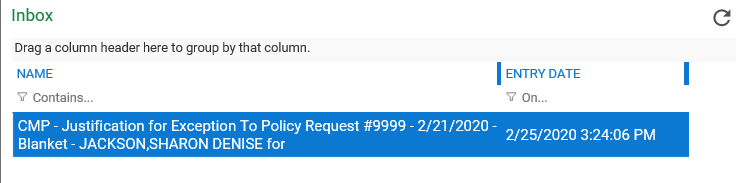 Inbox
Drag a column header here to group by that column.
NAME ENTRY DATE
Contains... On...
CMP - Justification for Exception To Policy Request #9999 - 2/21/2020 -
Blanket - JACKSON,SHARON DENISE for
2/25/2020 3:24:06 PM